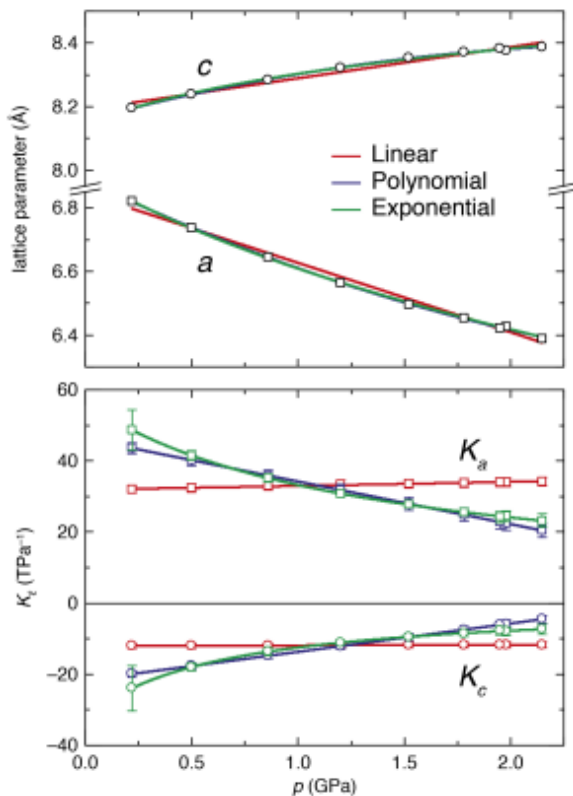 8.4
8.2
8.0
6.8
6.6
6.4
lattice parameter (Å)
c
a
Linear
Polynomial
Exponential
60
40
20
0
−20
−40
Kₗ (TPa⁻¹)
Kₐ
K꜀
0.0 0.5 1.0 1.5 2.0
p (GPa)